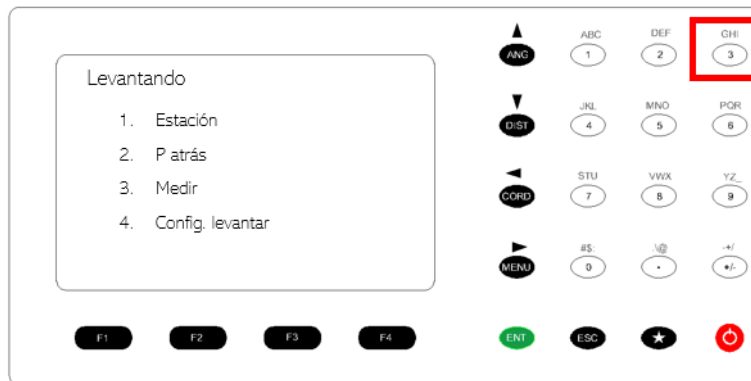 Levantando
1. Estación
2. P atrás
3. Medir
4. Config. levantar
F1 F2 F3 F4
ABC DEF GHI
ANG 1 2 3
JKL MNO PQR
DIST 4 5 6
STU VWX YZ_
CORD 7 8 9
#$: .\@ -+/
MENU 0 . +/-
ENT ESC